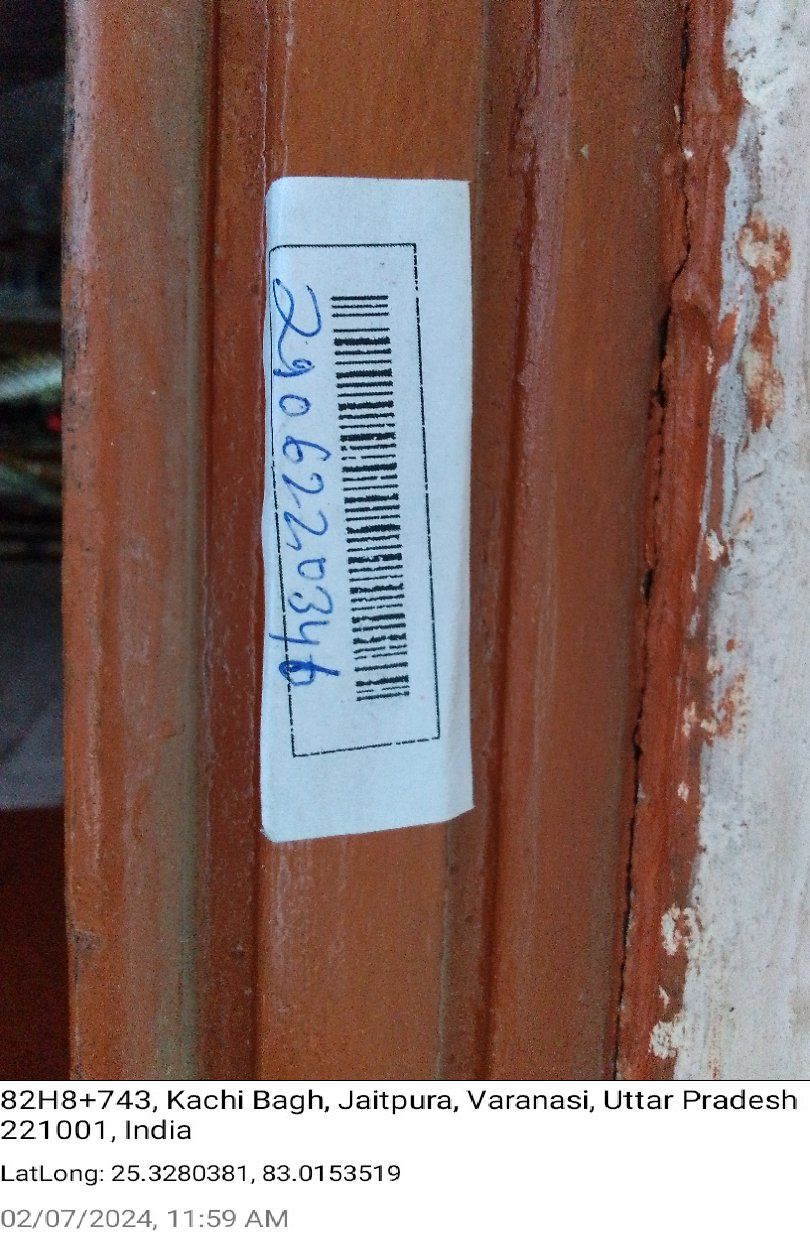 2906220346
82H8+743, Kachi Bagh, Jaitpura, Varanasi, Uttar Pradesh
221001, India
LatLong: 25.3280381, 83.0153519
02/07/2024, 11:59 AM